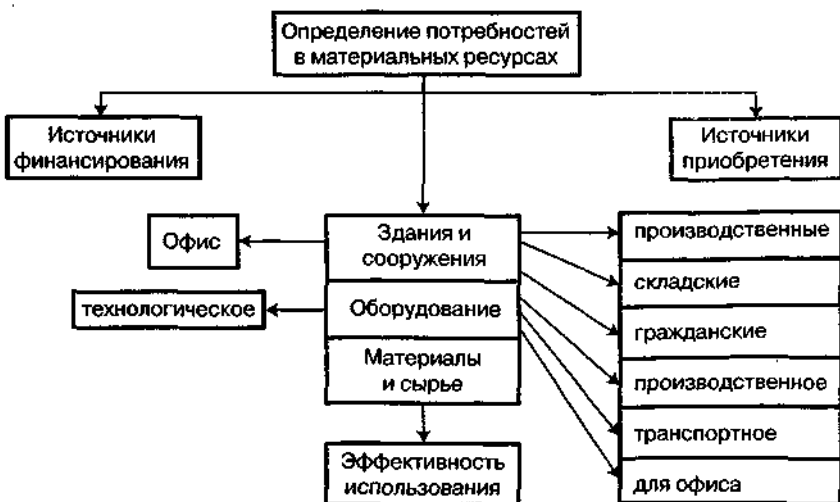 Определение потребностей
в материальных ресурсах
Источники
финансирования
Источники
приобретения
Офис
Здания и
сооружения
производственные
складские
технологическое
Оборудование
гражданские
Материалы
и сырье
производственное
транспортное
Эффективность
использования
для офиса